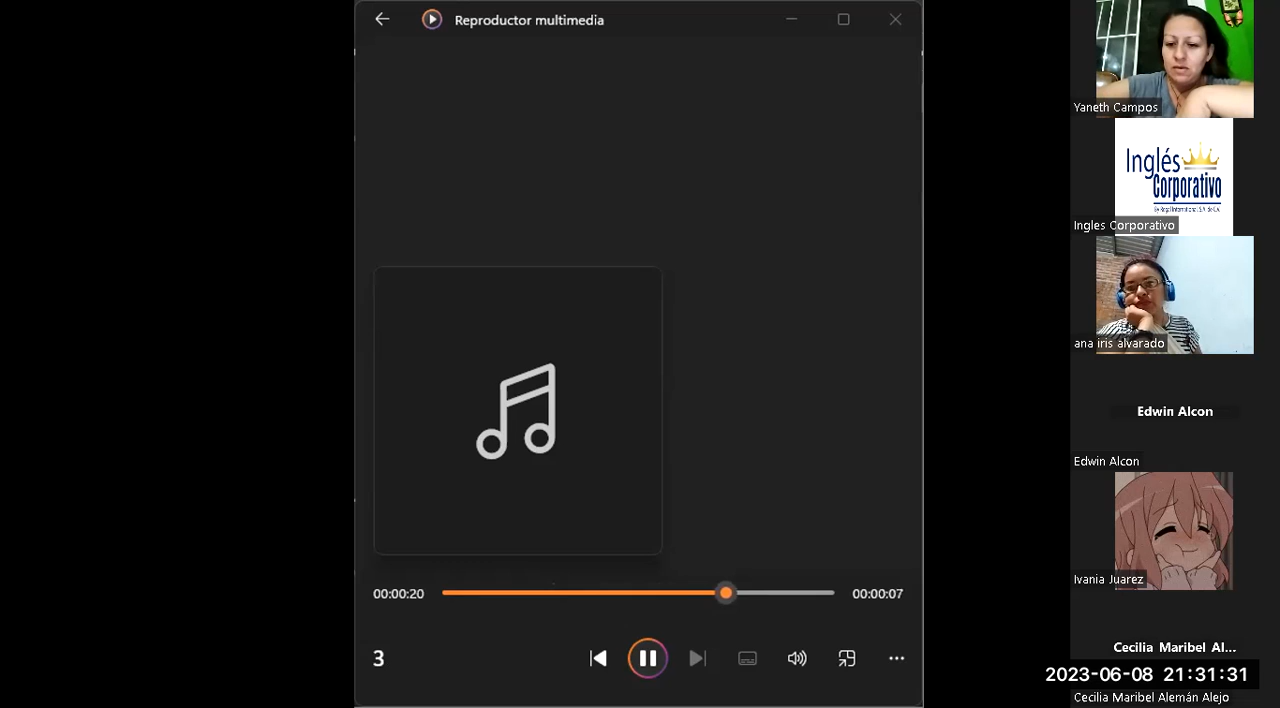 Reproductor multimedia
00:00:20
00:00:07
3
Yaneth Campos
Inglés
Corporativo
Ingles Corporativo
ana iris alvarado
Edwin Alcon
Edwin Alcon
Ivania Juarez
Cecilia Maribel Al...
2023-06-08 21:31:31
Cecilia Maribel Alemán Alejo